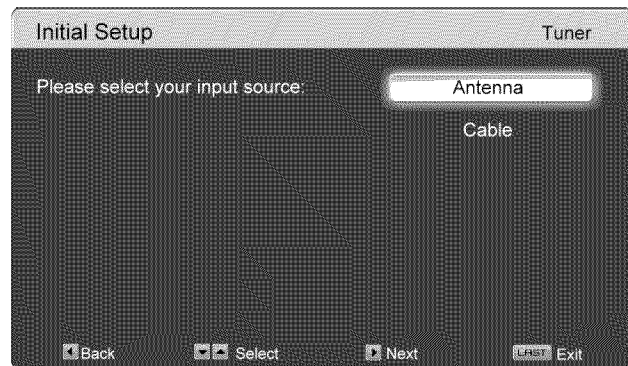 Initial Setup Tuner
Please select your input source: Antenna
Cable
Back Select Next LAST Exit